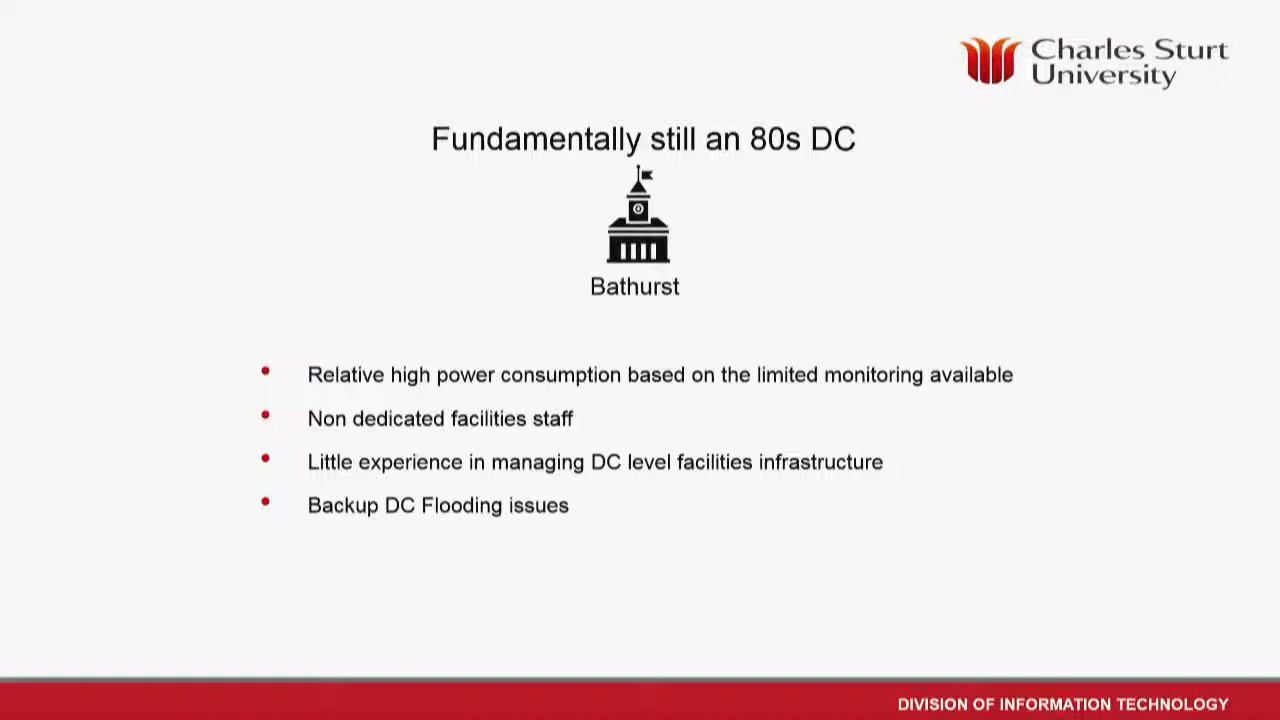 Charles Sturt
University
Fundamentally still an 80s DC
Bathurst
• Relative high power consumption based on the limited monitoring available
• Non dedicated facilities staff
• Little experience in managing DC level facilities infrastructure
• Backup DC Flooding issues
DIVISION OF INFORMATION TECHNOLOGY